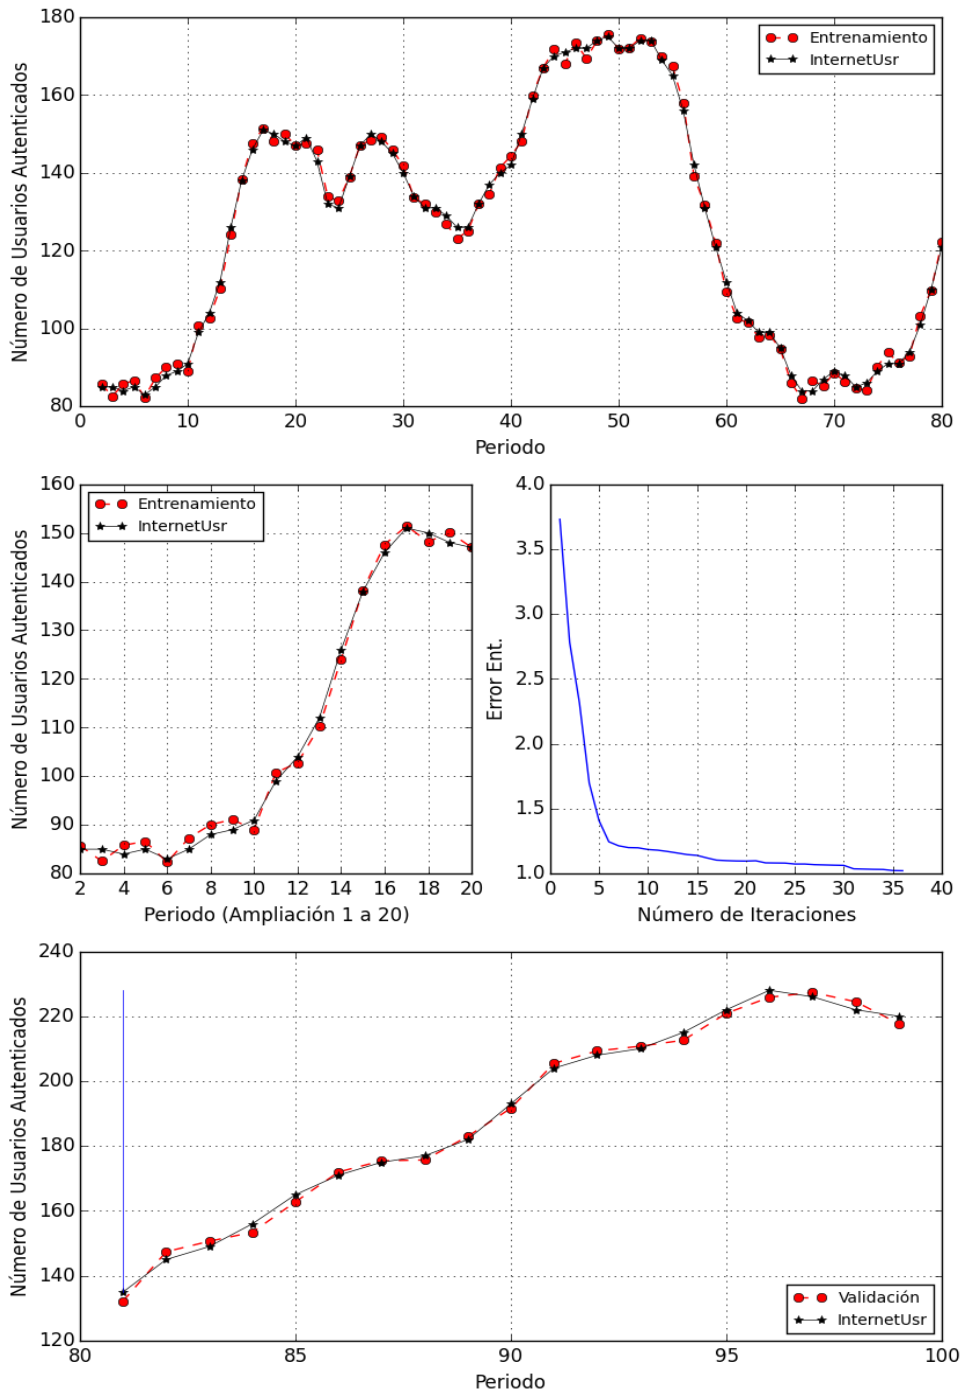 180
160
140
120
100
80
Número de Usuarios Autenticados
Entrenamiento
InternetUsr
0 10 20 30 40 50 60 70 80
Periodo
160
150
140
130
120
110
100
90
80
Número de Usuarios Autenticados
Entrenamiento
InternetUsr
2 4 6 8 10 12 14 16 18 20
Periodo (Ampliación 1 a 20)
4.0
3.5
3.0
2.5
2.0
1.5
1.0
Error Ent.
0 5 10 15 20 25 30 35 40
Número de Iteraciones
240
220
200
180
160
140
120
Número de Usuarios Autenticados
Validación
InternetUsr
80 85 90 95 100
Periodo